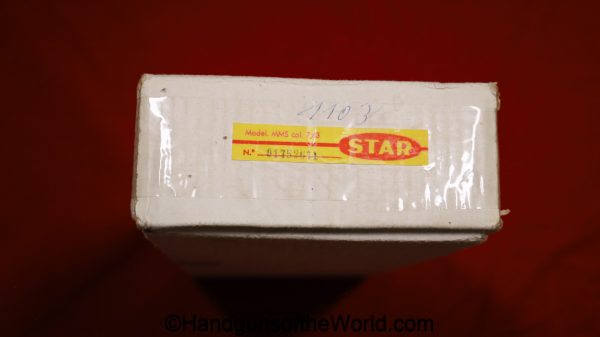 1103
Model. MMS cal. 7,63
STAR
N.º
©HandgunsoftheWorld.com